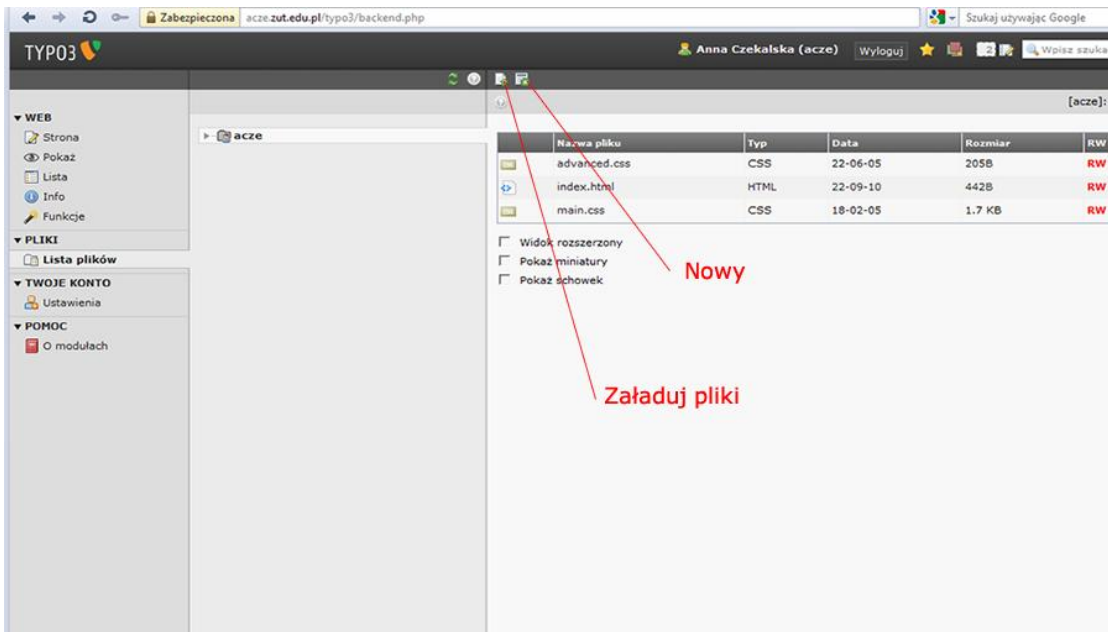 Zabezpieczona acze.zut.edu.pl/typo3/backend.php Szukaj używając Google
TYPO3 Anna Czekalska (acze) Wyloguj 2 Wpisz szuka
[acze]:
WEB
Strona
Pokaż
Lista
Info
Funkcje
PLIKI
Lista plików
TWOJE KONTO
Ustawienia
POMOC
O modułach
acze
Nazwa pliku Typ Data Rozmiar RW
advanced.css CSS 22-06-05 205B RW
index.html HTML 22-09-10 442B RW
main.css CSS 18-02-05 1.7 KB RW
Widok rozszerzony
Pokaż miniatury
Pokaż schowek
Nowy
Załaduj pliki